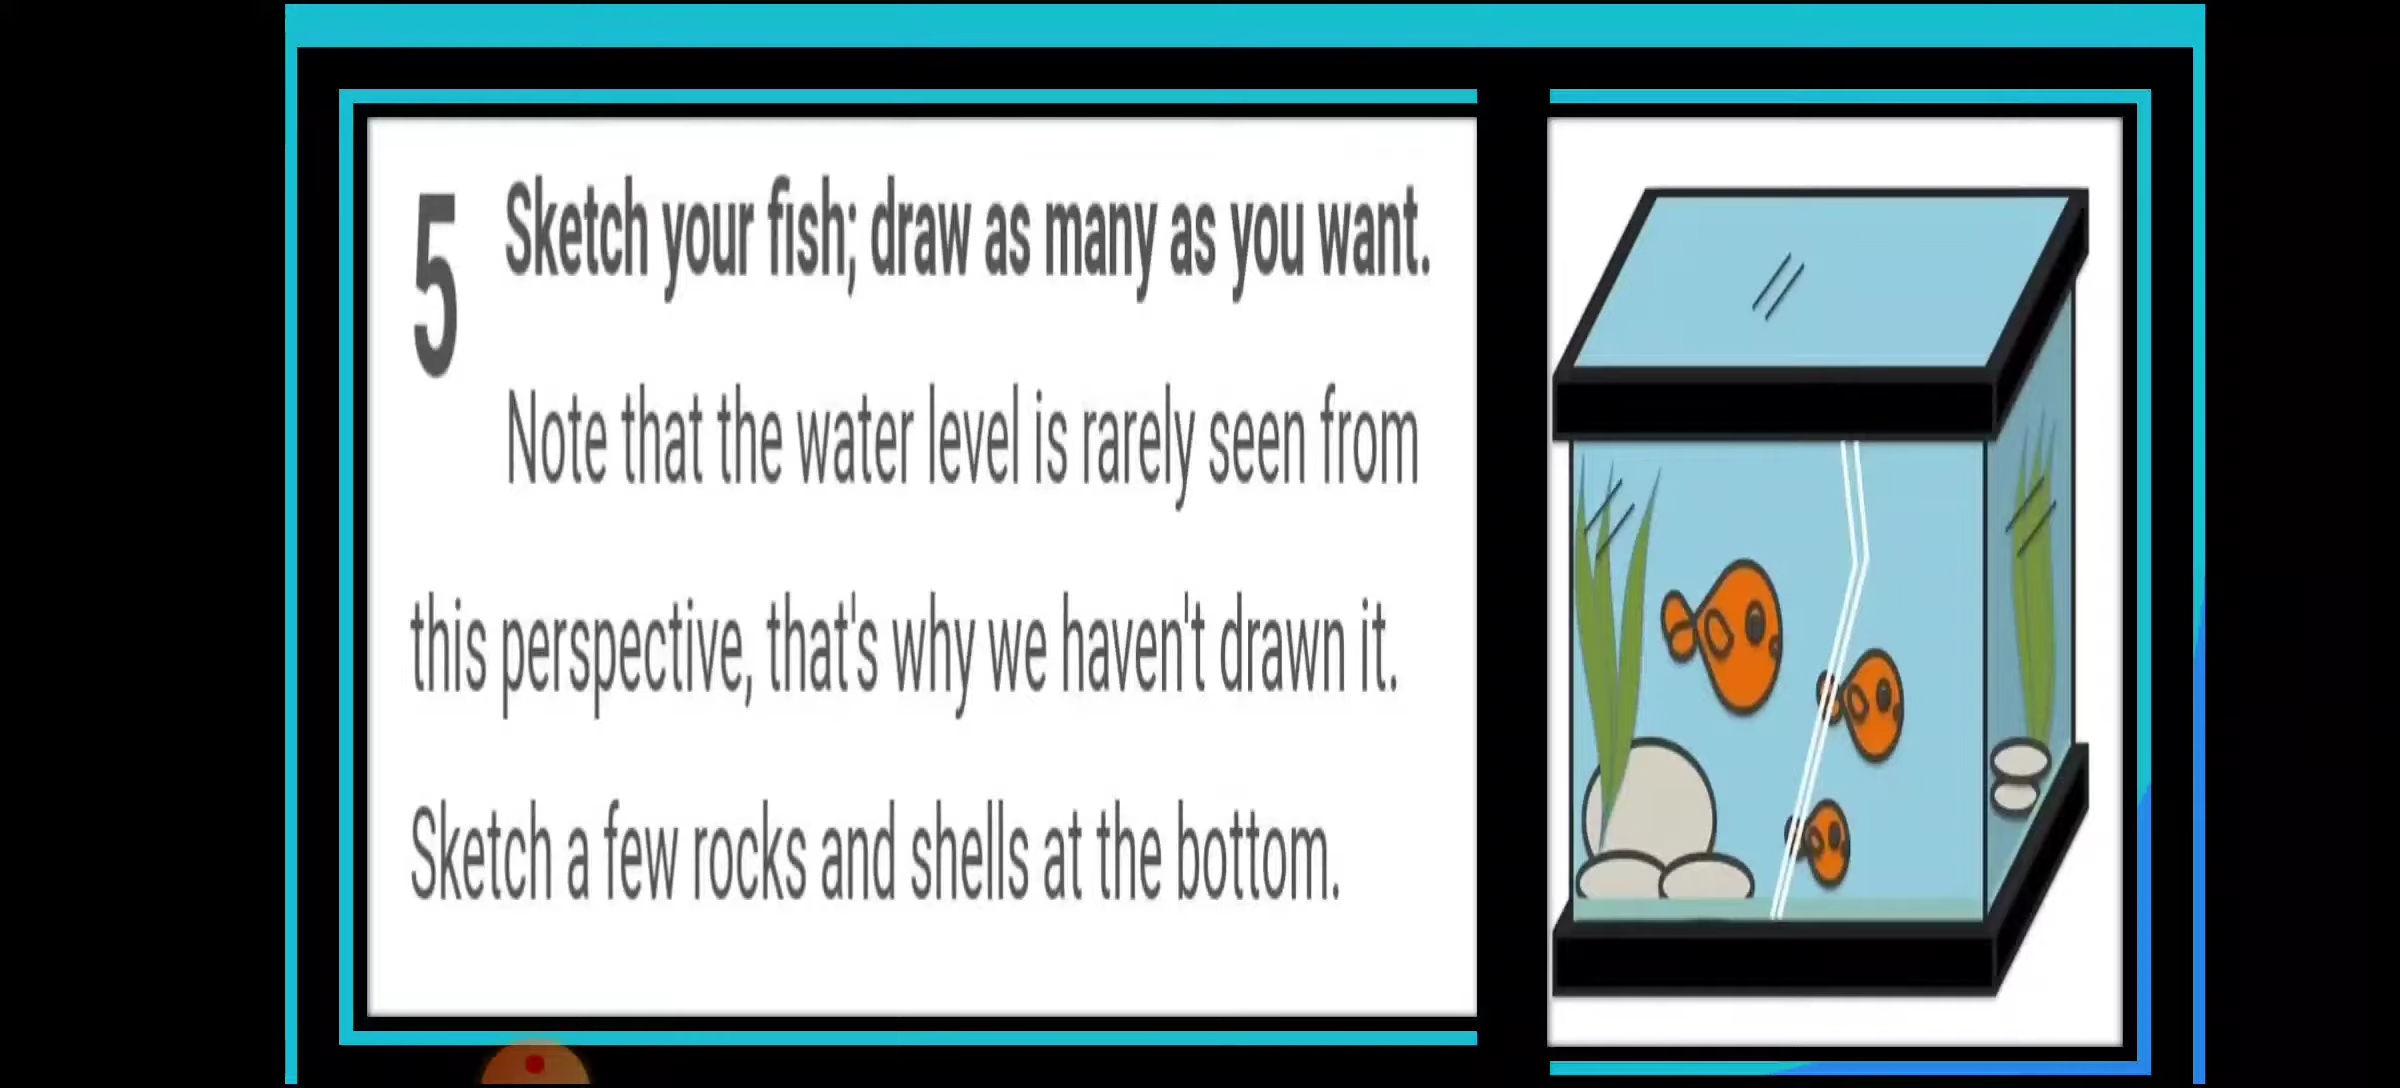 5 Sketch your fish; draw as many as you want.
Note that the water level is rarely seen from
this perspective, that's why we haven't drawn it.
Sketch a few rocks and shells at the bottom.